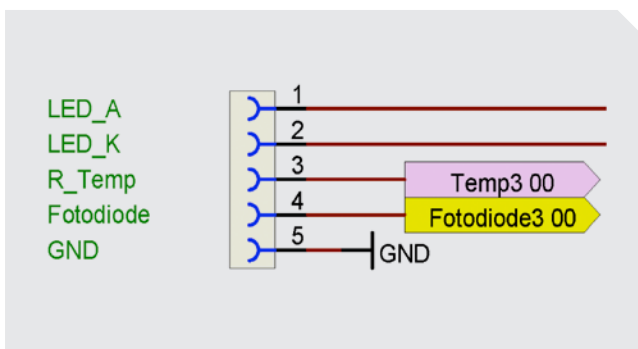 LED_A 1
LED_K 2
R_Temp 3 Temp3 00
Fotodiode 4 Fotodiode3 00
GND 5 GND